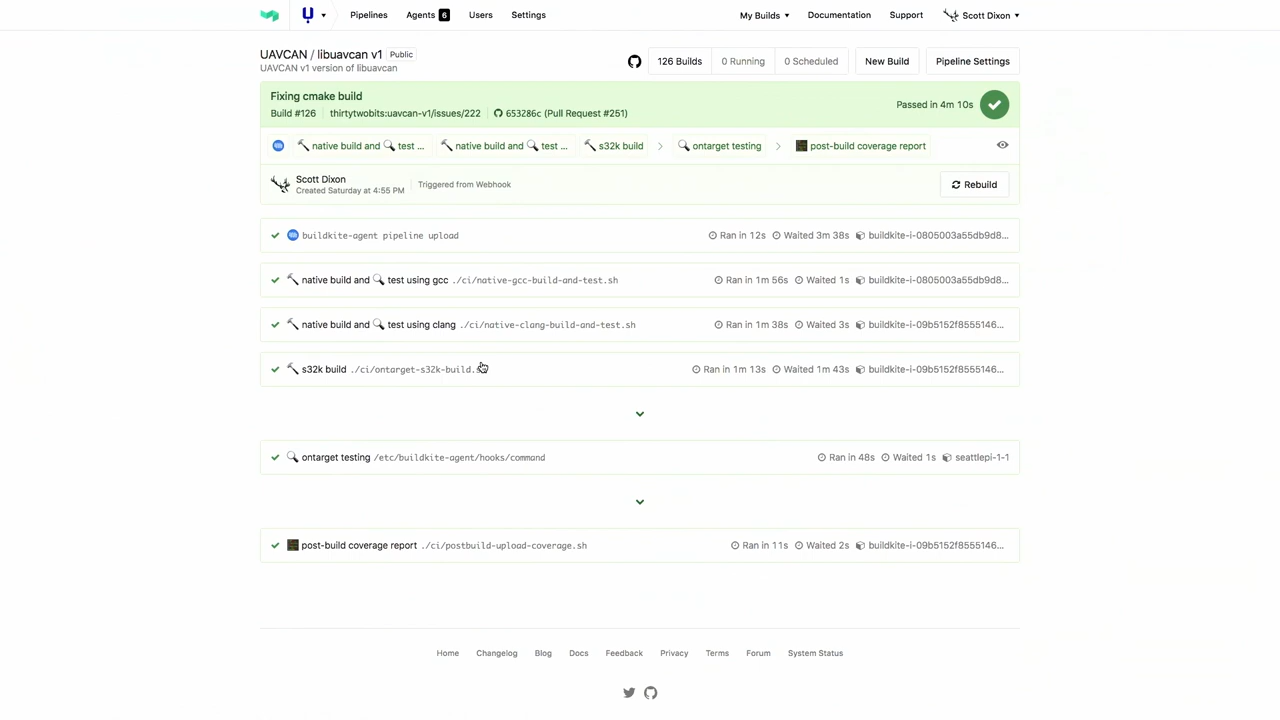 Pipelines Agents 6 Users Settings My Builds Documentation Support Scott Dixon
UAVCAN / libuavcan v1 Public
UAVCAN v1 version of libuavcan
126 Builds 0 Running 0 Scheduled New Build Pipeline Settings
Fixing cmake build
Build #126 thirtytwobits:uavcan-v1/issues/222 653286c (Pull Request #251)
Passed in 4m 10s
native build and test ... native build and test ... s32k build ontarget testing post-build coverage report
Scott Dixon
Created Saturday at 4:55 PM
Triggered from Webhook
Rebuild
buildkite-agent pipeline upload Ran in 12s Waited 3m 38s buildkite-i-0805003a55db9d8...
native build and test using gcc ./ci/native-gcc-build-and-test.sh Ran in 1m 56s Waited 1s buildkite-i-0805003a55db9d8...
native build and test using clang ./ci/native-clang-build-and-test.sh Ran in 1m 38s Waited 3s buildkite-i-09b5152f8555146...
s32k build ./ci/ontarget-s32k-build. Ran in 1m 13s Waited 1m 43s buildkite-i-09b5152f8555146...
ontarget testing /etc/buildkite-agent/hooks/command Ran in 48s Waited 1s seattlepi-1-1
post-build coverage report ./ci/postbuild-upload-coverage.sh Ran in 11s Waited 2s buildkite-i-09b5152f8555146...
Home Changelog Blog Docs Feedback Privacy Terms Forum System Status